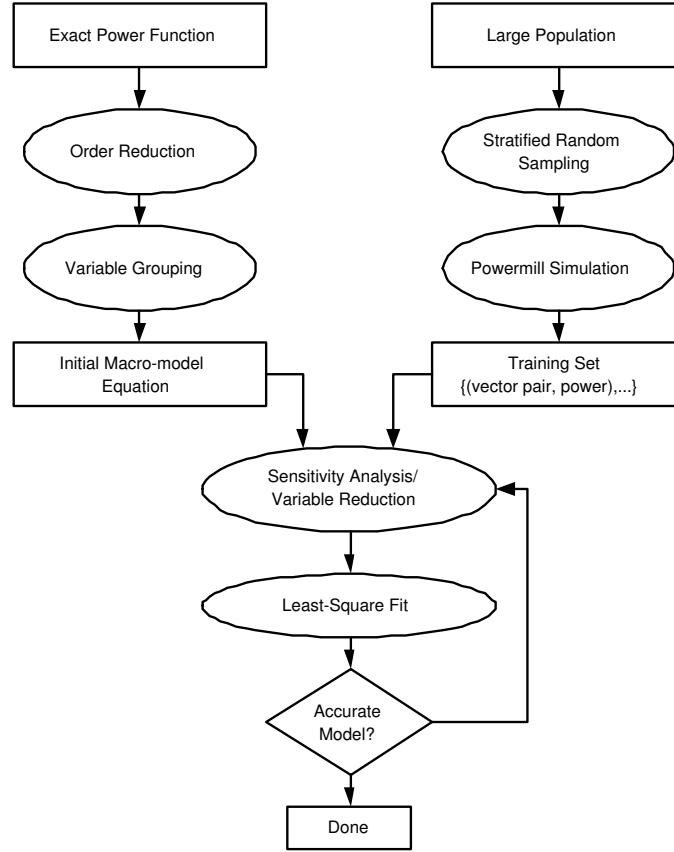 Exact Power Function
Large Population
Order Reduction
Stratified Random
Sampling
Variable Grouping
Powermill Simulation
Initial Macro-model
Equation
Training Set
{(vector pair, power),...}
Sensitivity Analysis/
Variable Reduction
Least-Square Fit
Accurate
Model?
Done